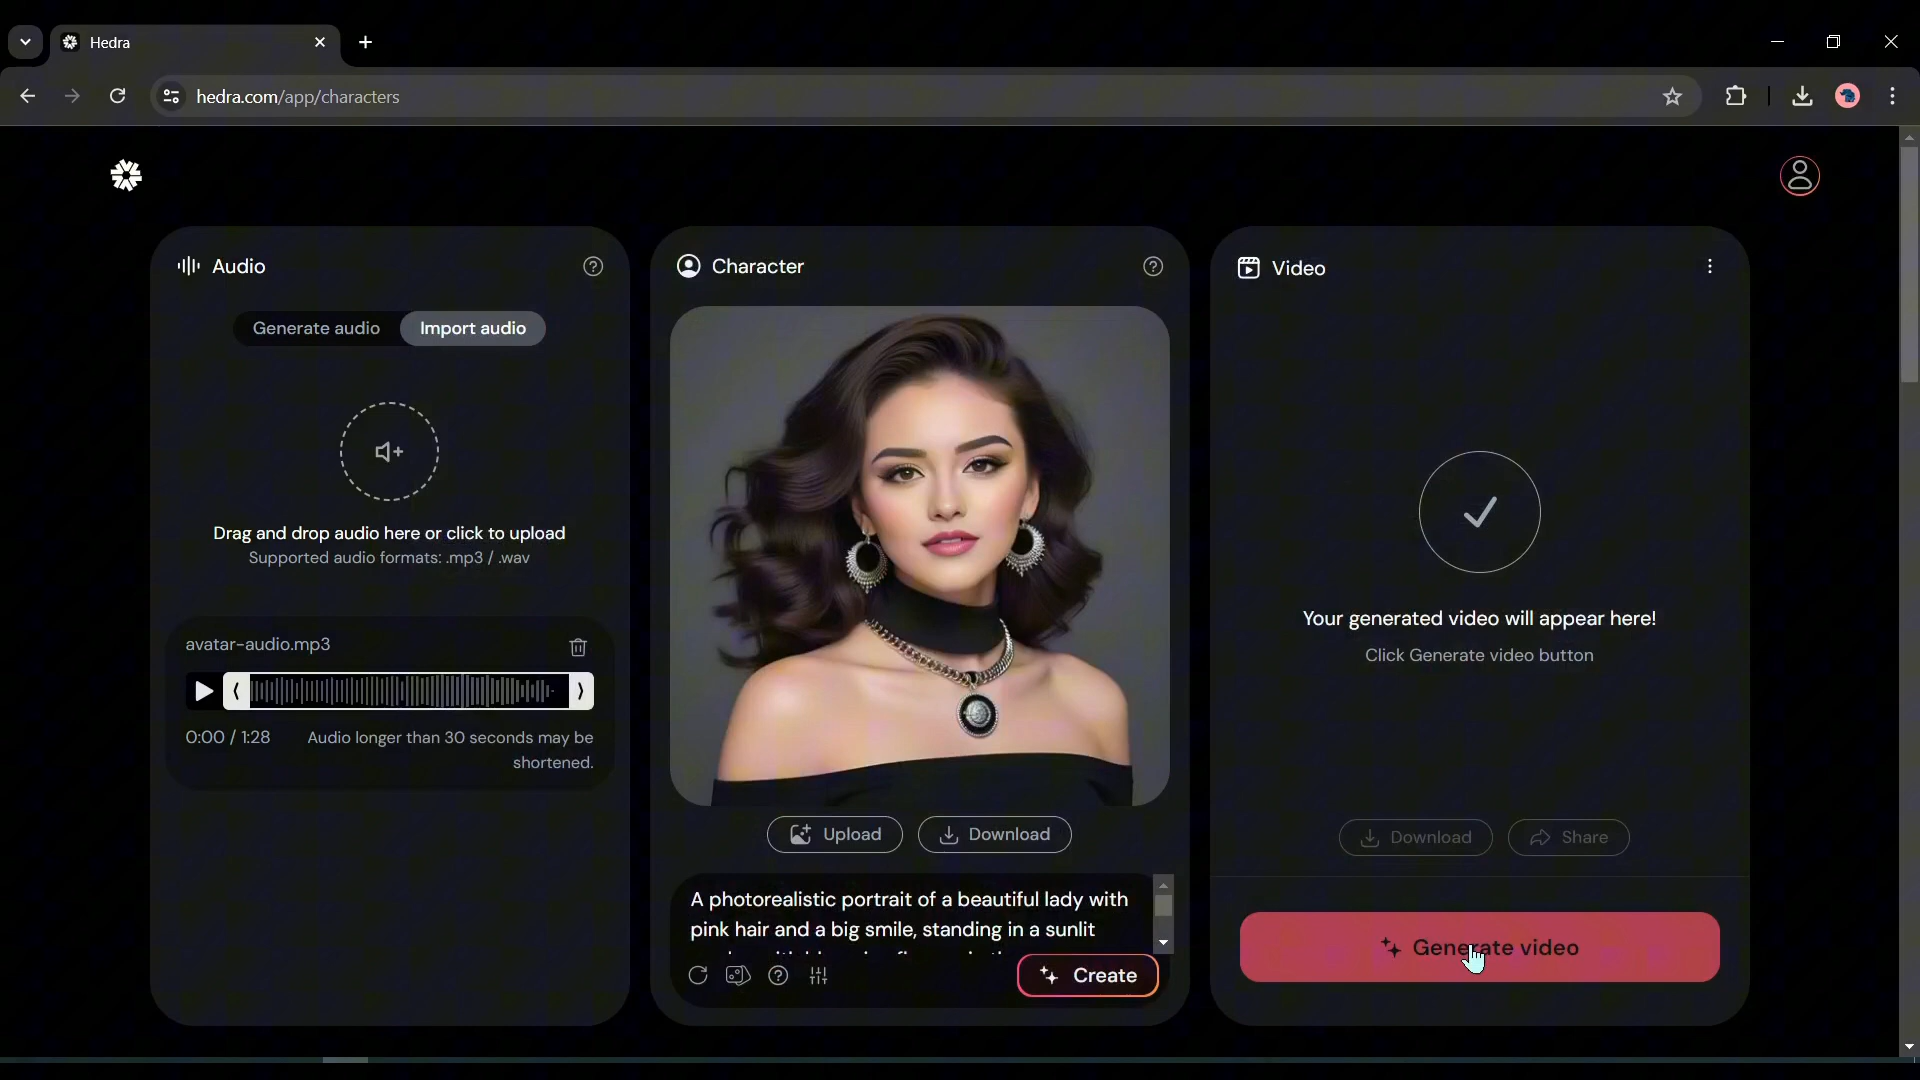 Hedra
hedra.com/app/characters
Audio
Generate audio
Import audio
Drag and drop audio here or click to upload
Supported audio formats: .mp3 / .wav
avatar-audio.mp3
0:00 / 1:28
Audio longer than 30 seconds may be
shortened.
Character
Upload
Download
A photorealistic portrait of a beautiful lady with
pink hair and a big smile, standing in a sunlit
Create
Video
Your generated video will appear here!
Click Generate video button
Download
Share
Generate video